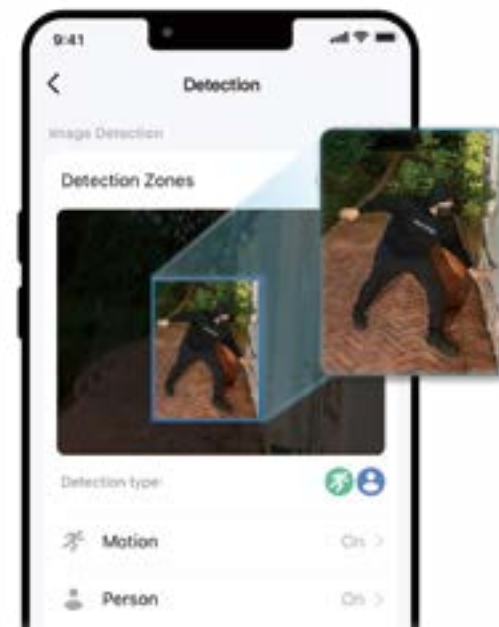 9:41
Detection
Image Detection
Detection Zones
Detection type
Motion
On
Person
On